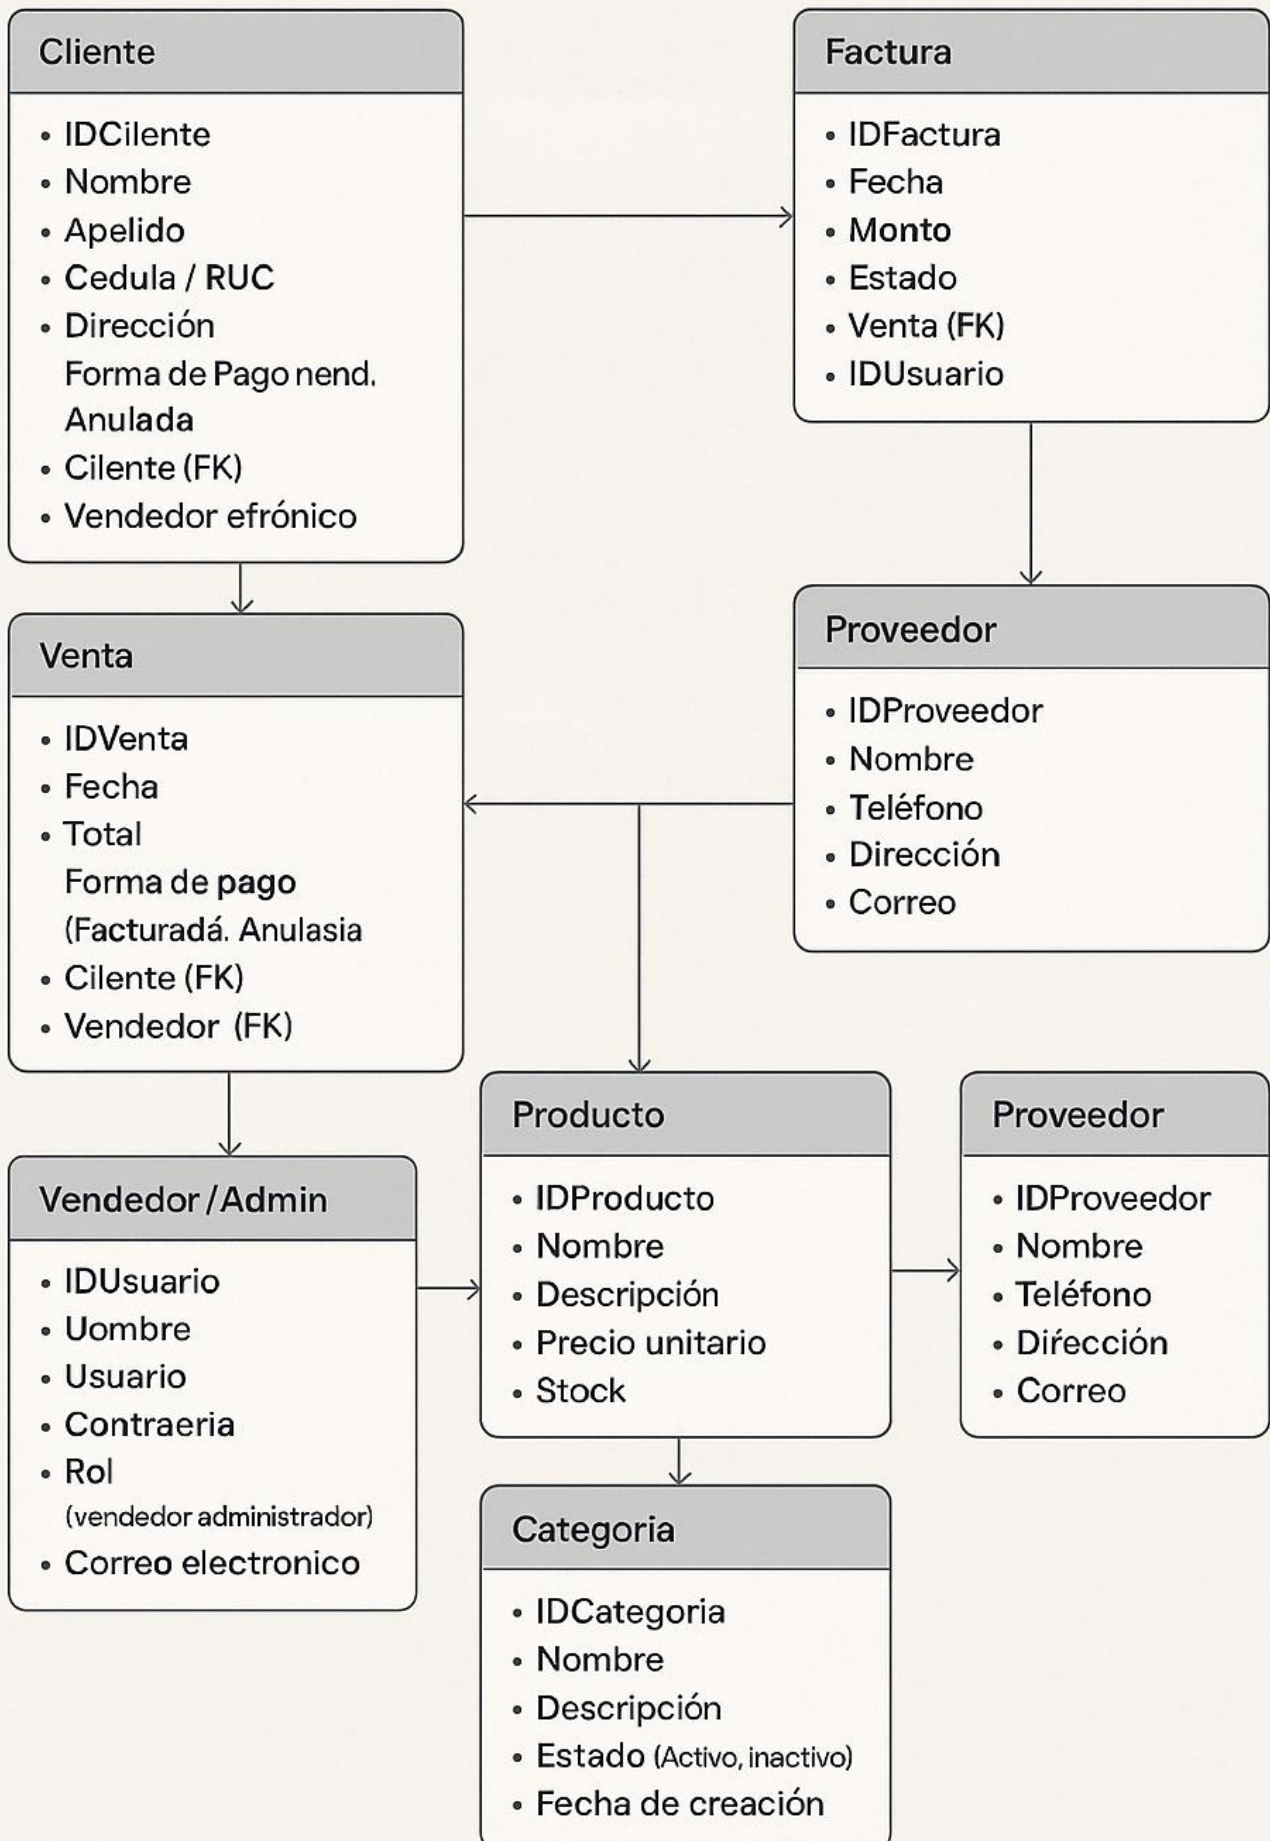 Cliente
• IDCilente
• Nombre
• Apelido
• Cedula / RUC
• Dirección
Forma de Pago nend.
Anulada
• Cilente (FK)
• Vendedor efrónico
Factura
• IDFactura
• Fecha
• Monto
• Estado
• Venta (FK)
• IDUsuario
Venta
• IDVenta
• Fecha
• Total
Forma de pago
(Facturadá. Anulasia
• Cilente (FK)
• Vendedor (FK)
Proveedor
• IDProveedor
• Nombre
• Teléfono
• Dirección
• Correo
Vendedor/Admin
• IDUsuario
• Uombre
• Usuario
• Contraeria
• Rol
(vendedor administrador)
• Correo electronico
Producto
• IDProducto
• Nombre
• Descripción
• Precio unitario
• Stock
Proveedor
• IDProveedor
• Nombre
• Teléfono
• Diŕección
• Correo
Categoria
• IDCategoria
• Nombre
• Descripción
• Estado (Activo, inactivo)
• Fecha de creación